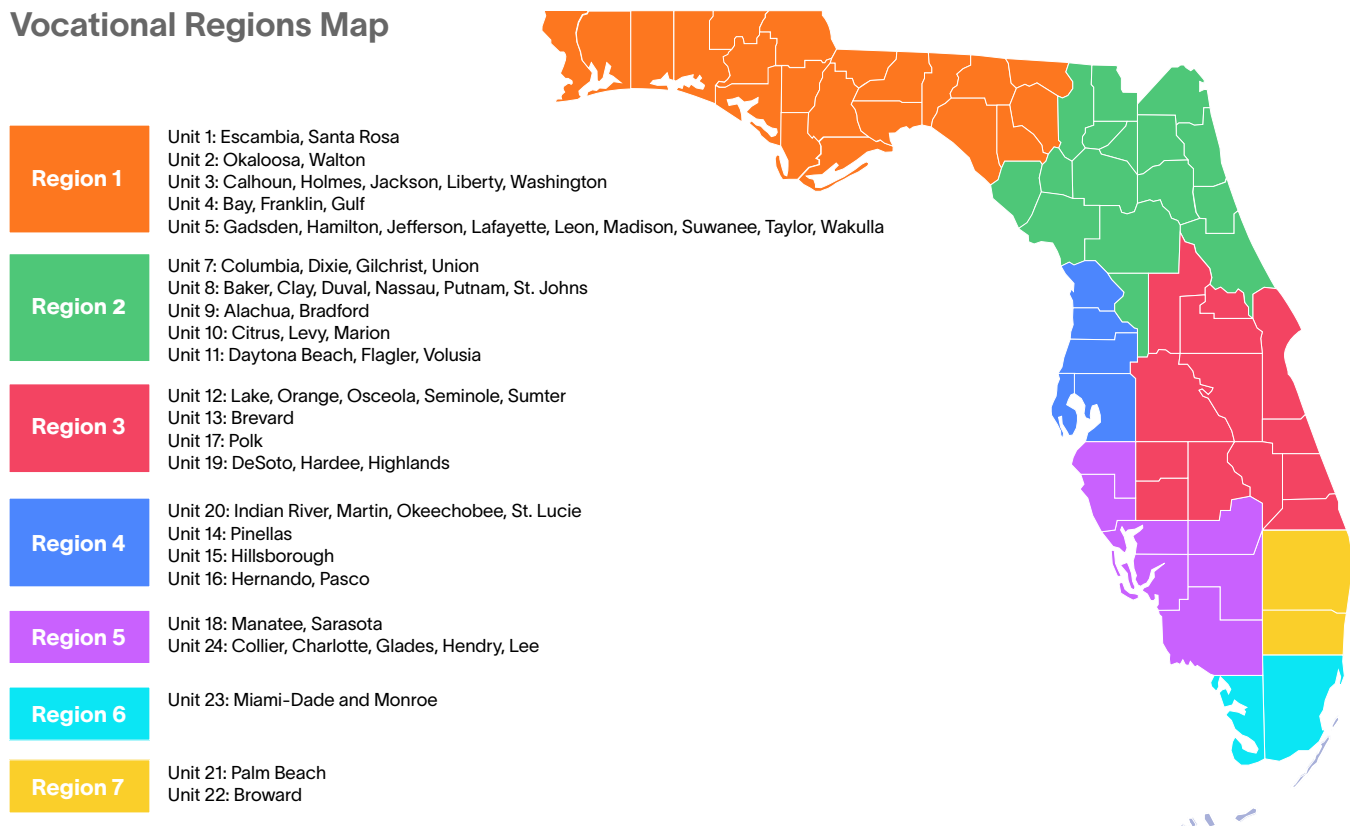 Vocational Regions Map
Region 1
Unit 1: Escambia, Santa Rosa
Unit 2: Okaloosa, Walton
Unit 3: Calhoun, Holmes, Jackson, Liberty, Washington
Unit 4: Bay, Franklin, Gulf
Unit 5: Gadsden, Hamilton, Jefferson, Lafayette, Leon, Madison, Suwanee, Taylor, Wakulla
Region 2
Unit 7: Columbia, Dixie, Gilchrist, Union
Unit 8: Baker, Clay, Duval, Nassau, Putnam, St. Johns
Unit 9: Alachua, Bradford
Unit 10: Citrus, Levy, Marion
Unit 11: Daytona Beach, Flagler, Volusia
Region 3
Unit 12: Lake, Orange, Osceola, Seminole, Sumter
Unit 13: Brevard
Unit 17: Polk
Unit 19: DeSoto, Hardee, Highlands
Region 4
Unit 20: Indian River, Martin, Okeechobee, St. Lucie
Unit 14: Pinellas
Unit 15: Hillsborough
Unit 16: Hernando, Pasco
Region 5
Unit 18: Manatee, Sarasota
Unit 24: Collier, Charlotte, Glades, Hendry, Lee
Region 6
Unit 23: Miami-Dade and Monroe
Region 7
Unit 21: Palm Beach
Unit 22: Broward